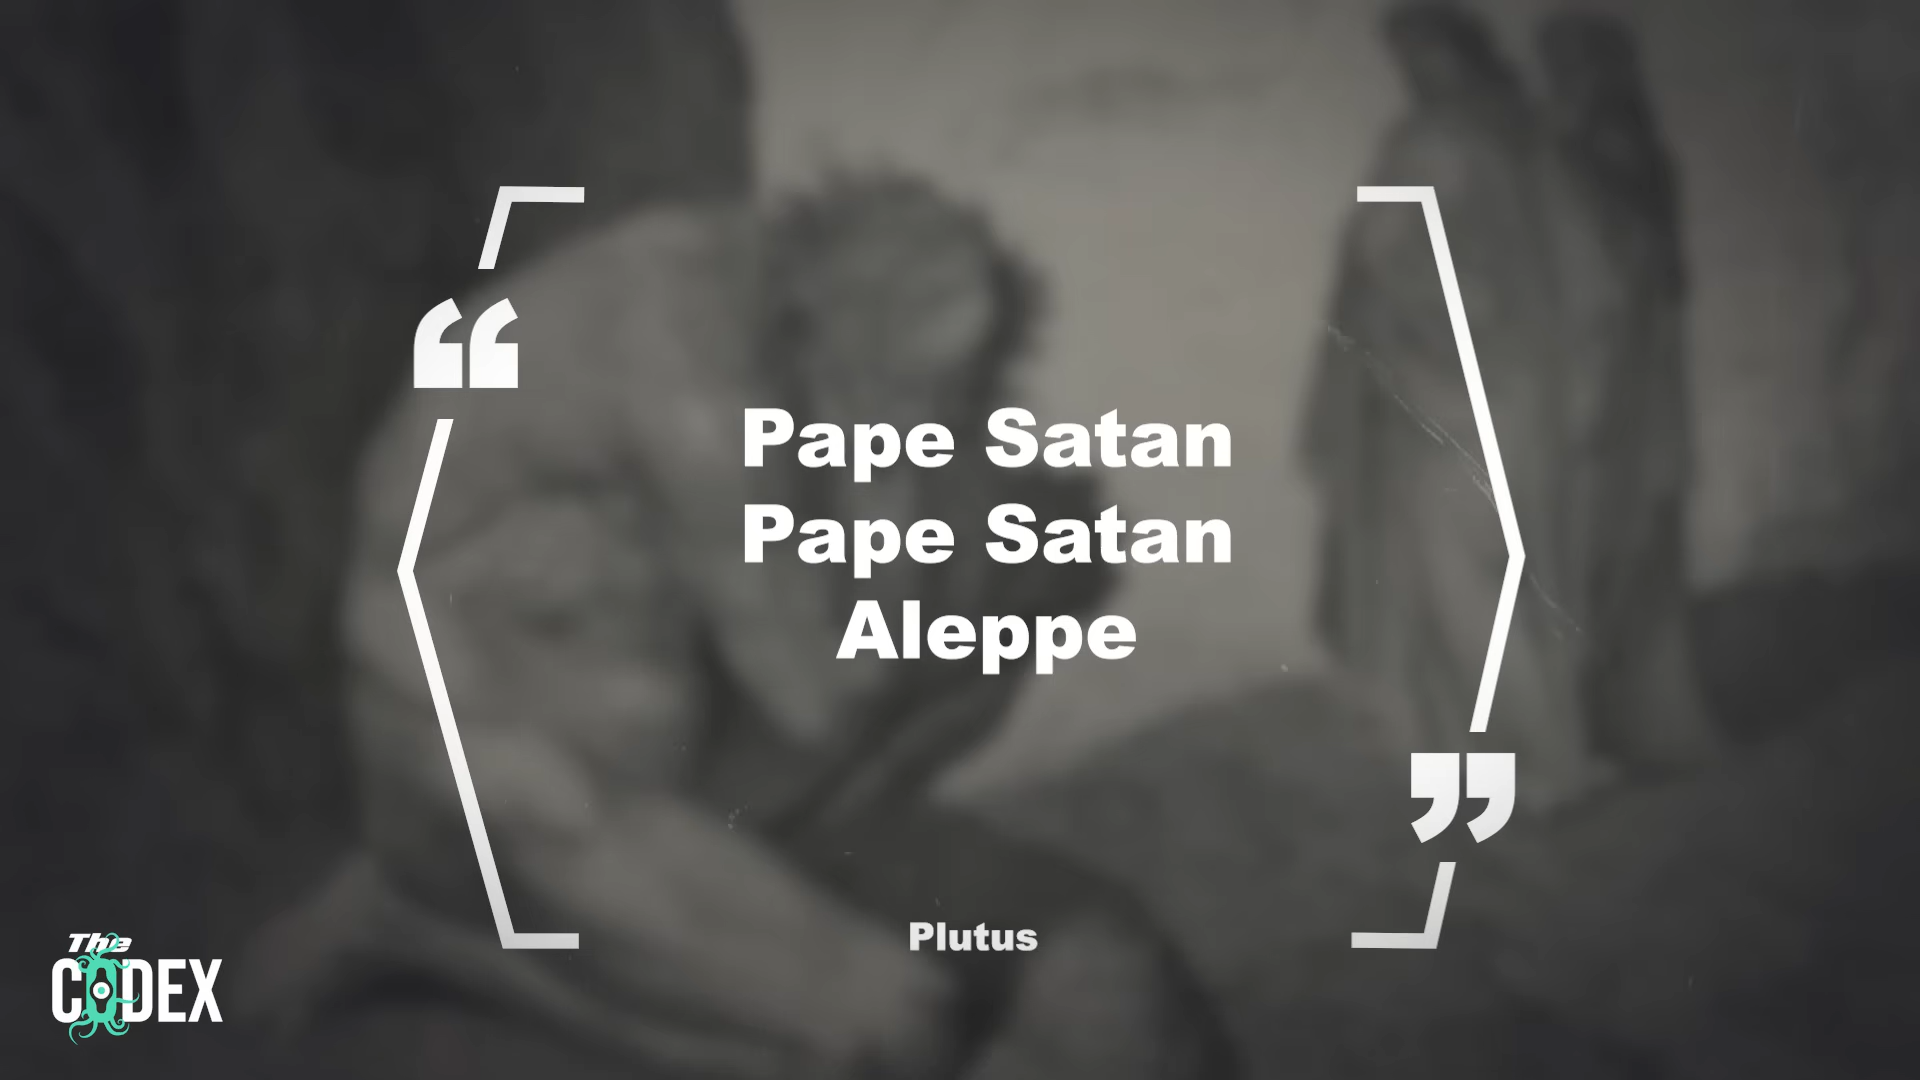 “
Pape Satan
Pape Satan
Aleppe
”
Plutus
The
CODEX